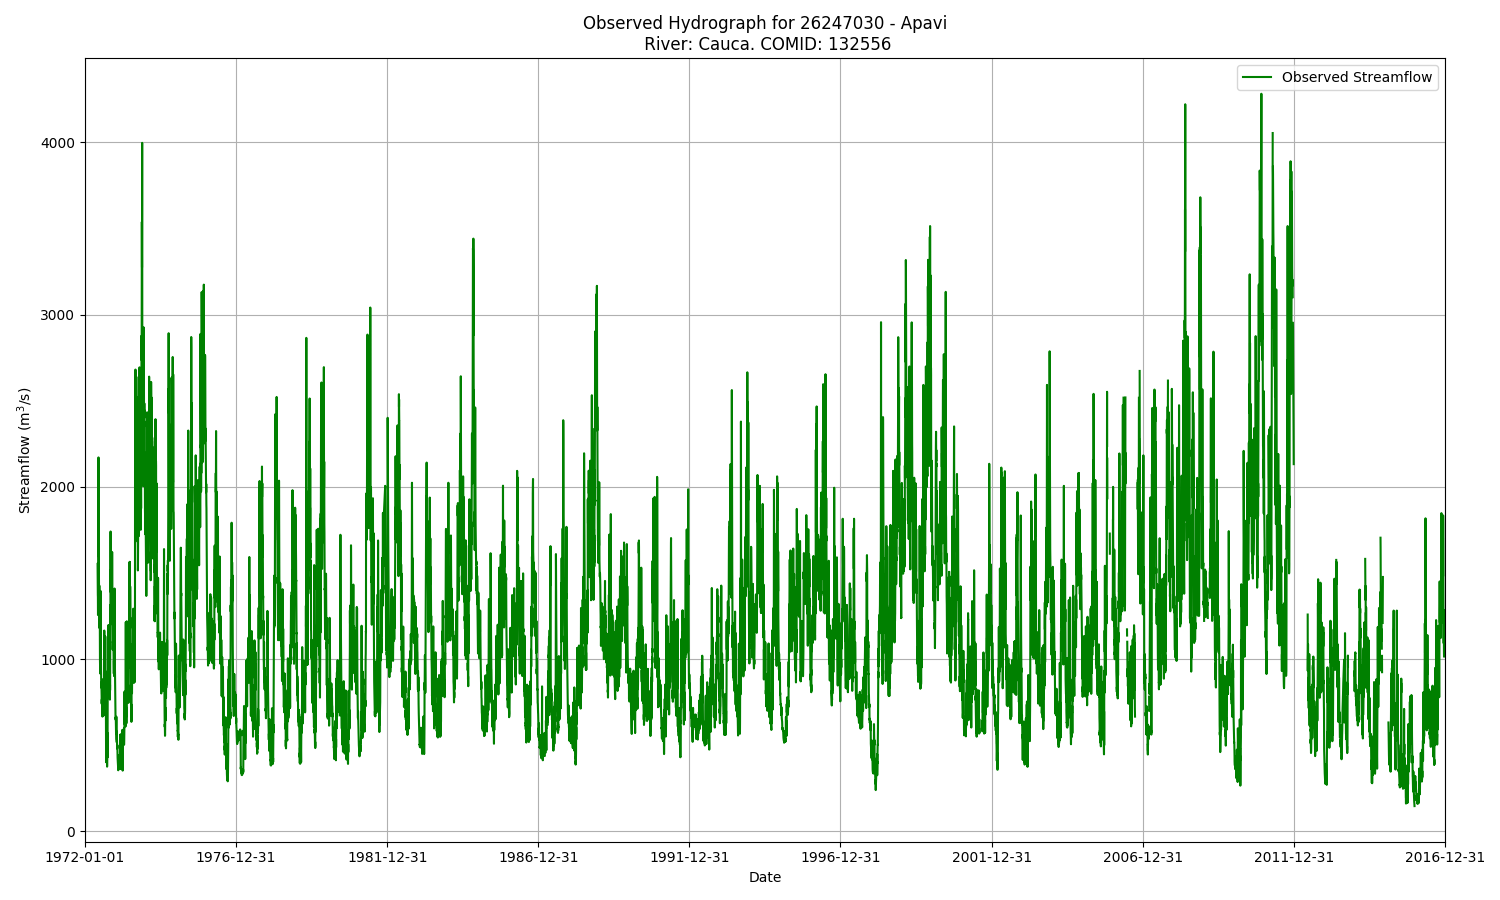 Observed Hydrograph for 26247030 - Apavi
River: Cauca. COMID: 132556
Observed Streamflow
4000
3000
2000
1000
0
Streamflow (m³/s)
1972-01-01 1976-12-31 1981-12-31 1986-12-31 1991-12-31 1996-12-31 2001-12-31 2006-12-31 2011-12-31 2016-12-31
Date